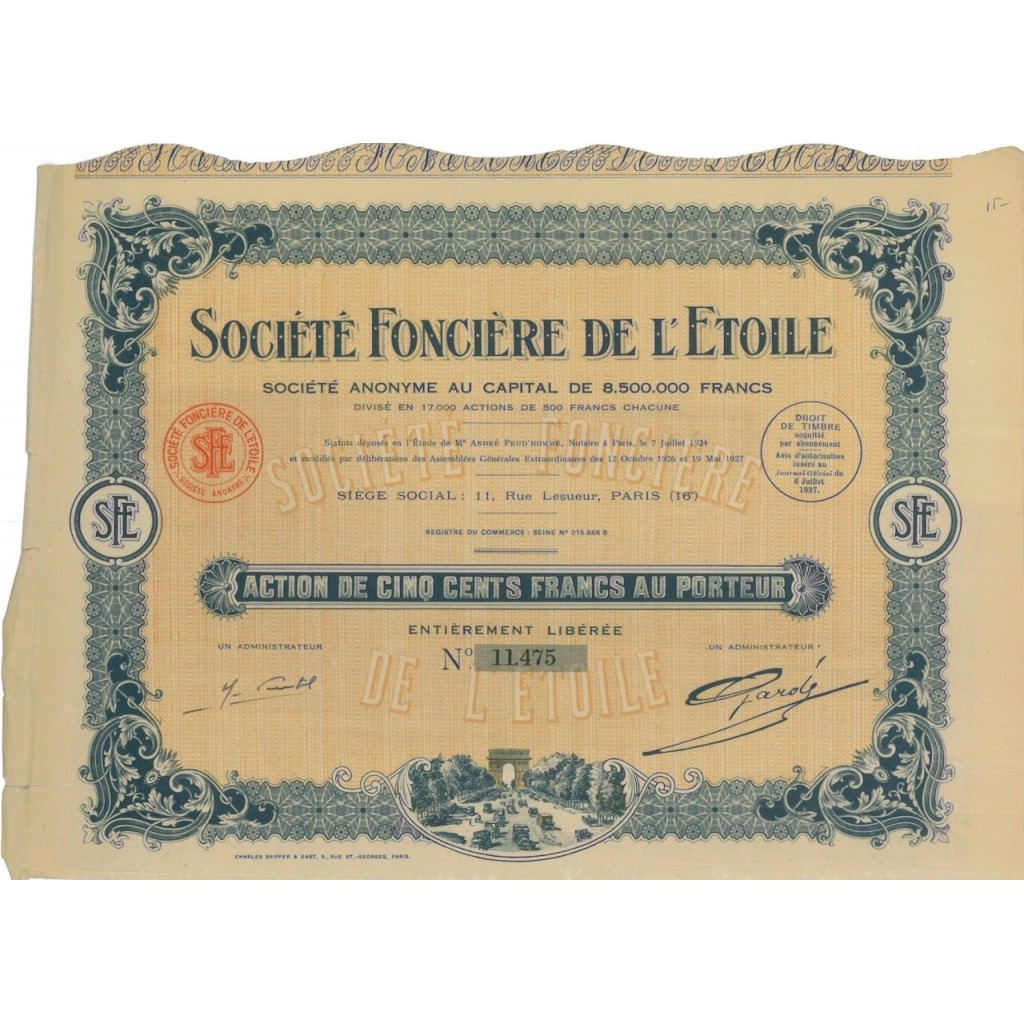 SOCIÉTÉ FONCIÈRE DE L'ETOILE
SOCIÉTÉ ANONYME AU CAPITAL DE 8.500.000 FRANCS
DIVISÉ EN 17.000 ACTIONS DE 500 FRANCS CHACUNE
Statuts déposés en l'Étude de Me ANDRÉ PRUD'HOMME, Notaire à Paris, le 7 Juillet 1924
et modifiés par délibérations des Assemblées Générales Extraordinaires des 12 Octobre 1926 et 19 Mai 1927
SIÈGE SOCIAL : 11, Rue Lesueur, PARIS (16e)
REGISTRE DU COMMERCE : SEINE No 215.866 B
SOCIÉTÉ FONCIÈRE DE L'ETOILE
SFE
SOCIÉTÉ ANONYME
DROIT
DE TIMBRE
acquitté
par abonnement
Avis d'autorisation
inséré au
Journal Officiel du
6 Juillet
1927.
SOCIÉTÉ FONCIÈRE
SFE
SFE
ACTION DE CINQ CENTS FRANCS AU PORTEUR
ENTIÈREMENT LIBÉRÉE
UN ADMINISTRATEUR
No 11.475
UN ADMINISTRATEUR
DE L'ETOILE
CHARLES SKIPPER & EAST, 5., RUE ST.-GEORGES, PARIS.
15-